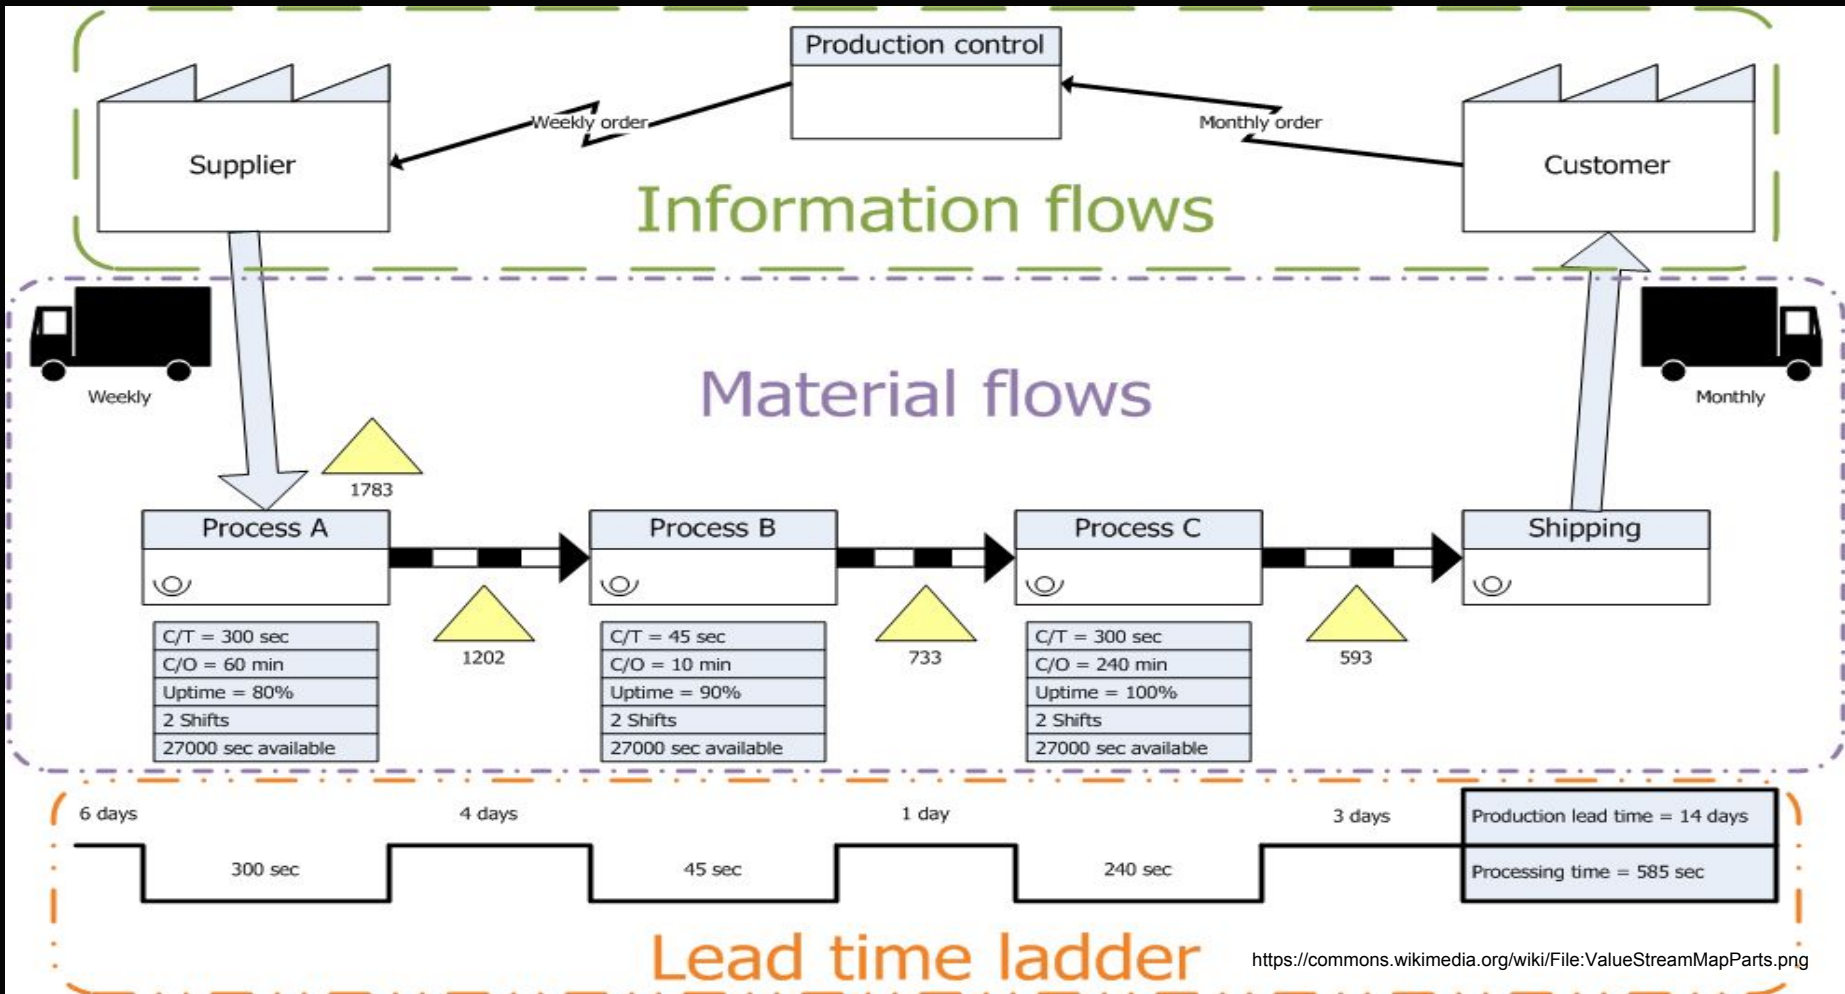 Production control
Weekly order
Monthly order
Supplier
Customer
Information flows
Weekly
Material flows
Monthly
1783
Process A
Process B
Process C
Shipping
C/T = 300 sec
C/O = 60 min
Uptime = 80%
2 Shifts
27000 sec available
1202
C/T = 45 sec
C/O = 10 min
Uptime = 90%
2 Shifts
27000 sec available
733
C/T = 300 sec
C/O = 240 min
Uptime = 100%
2 Shifts
27000 sec available
593
6 days
4 days
1 day
3 days
Production lead time = 14 days
300 sec
45 sec
240 sec
Processing time = 585 sec
Lead time ladder
https://commons.wikimedia.org/wiki/File:ValueStreamMapParts.png